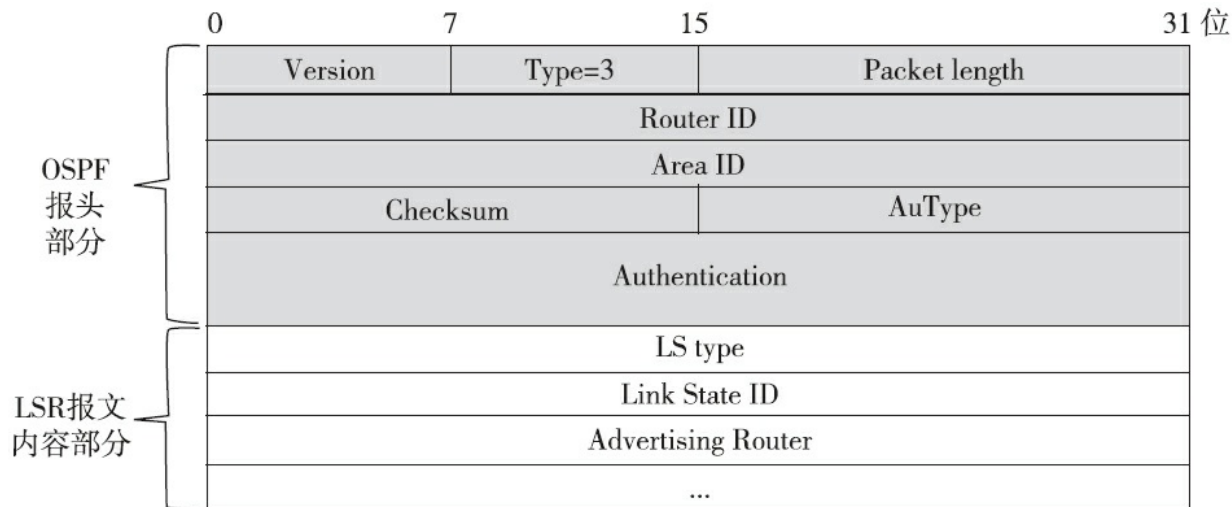 0 7 15 31 位
Version Type=3 Packet length
Router ID
OSPF
报头
部分
Area ID
Checksum AuType
Authentication
LS type
LSR报文
内容部分
Link State ID
Advertising Router
...